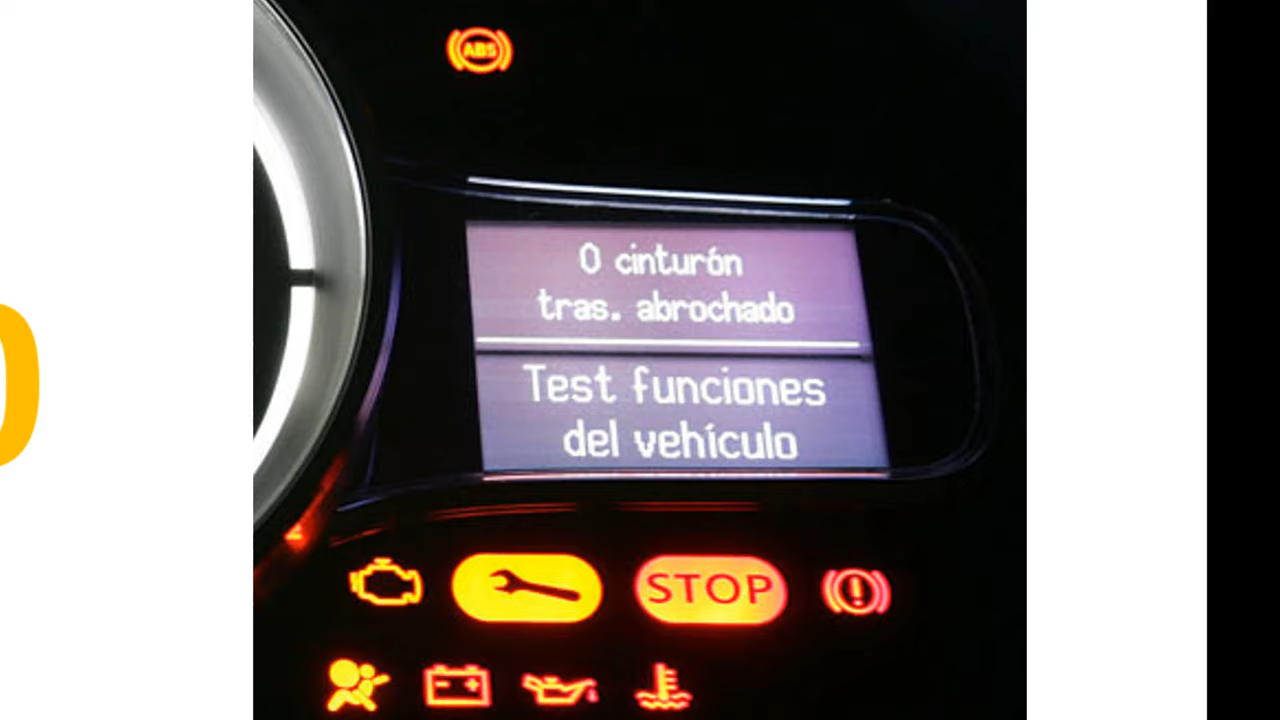 ABS
0 cinturón
tras. abrochado
Test funciones
del vehículo
STOP